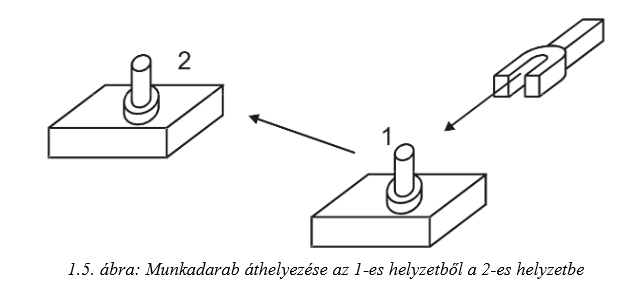 2
1
1.5. ábra: Munkadarab áthelyezése az 1-es helyzetből a 2-es helyzetbe